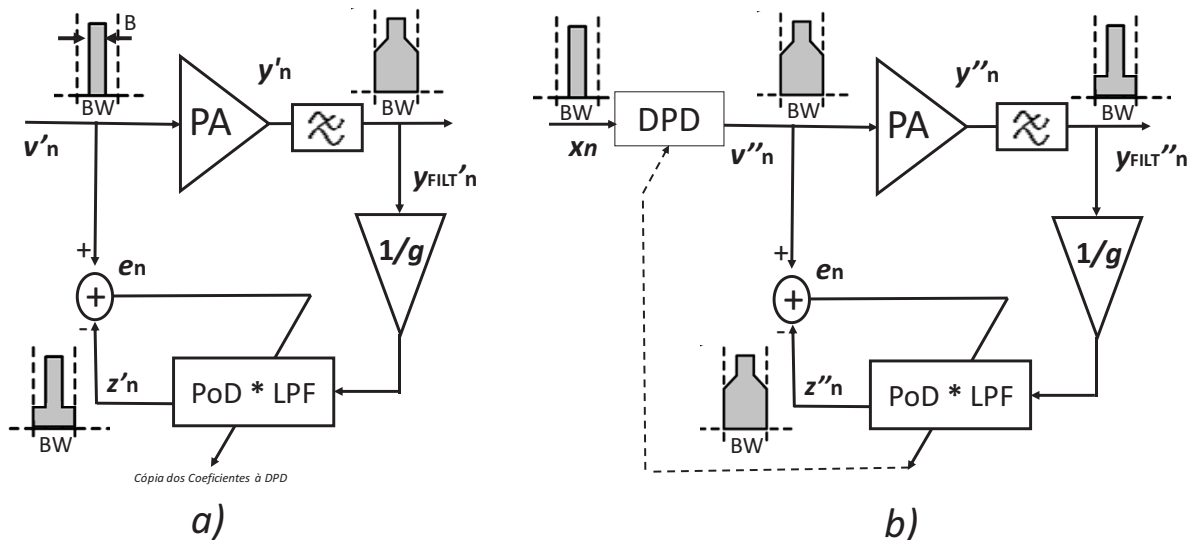 B
BW
BW
v'n
PA
y'n
yFILT'n
1/g
+
en
+
-
z'n
PoD * LPF
BW
Cópia dos Coeficientes à DPD
a)
BW
xn
DPD
BW
v''n
PA
y''n
BW
yFILT''n
1/g
+
en
+
-
z''n
PoD * LPF
BW
b)